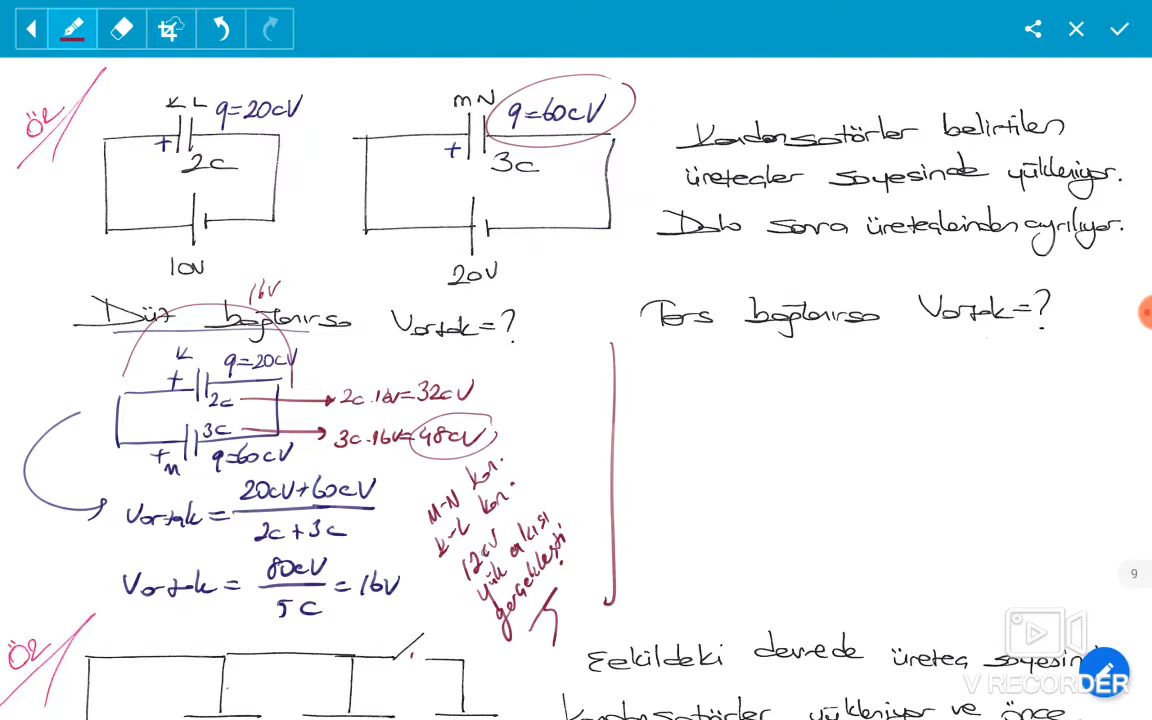 ÖR
K L q=20cV
+ 2c
10V
M N q=60cV
+ 3c
20V
Kondansatörler belirtilen
üreteçler sayesinde yükleniyor.
Daha sonra üreteçlerinden ayrılıyor.
16V
Düz bağlanırsa Vortak=?
Ters bağlanırsa Vortak=?
K q=20cV
+ 2c → 2c.16V=32cV
3c → 3c.16V=48cV
+ M q=60cV
Vortak = 20cV+60cV / 2c+3c
Vortak = 80cV / 5c = 16V
M-N kon.
K-L kon.
12cV
yük akışı
gerçekleşti
9
ÖR
Şekildeki devrede üreteç sayesinde
Kondansatörler yükleniyor ve önce
V RECORDER